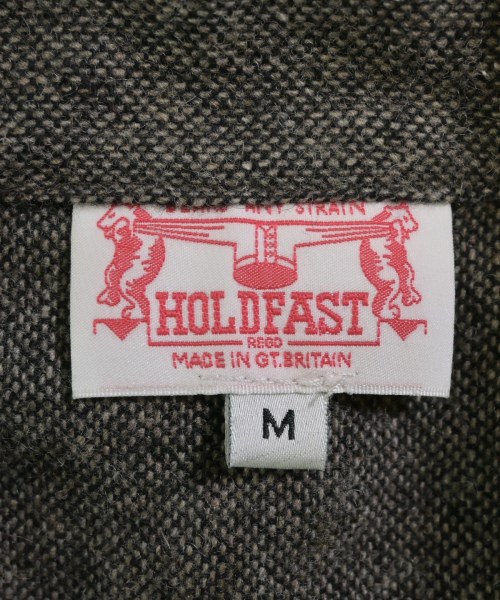 ANY STRAIN
HOLDFAST
REGD
MADE IN GT. BRITAIN
M